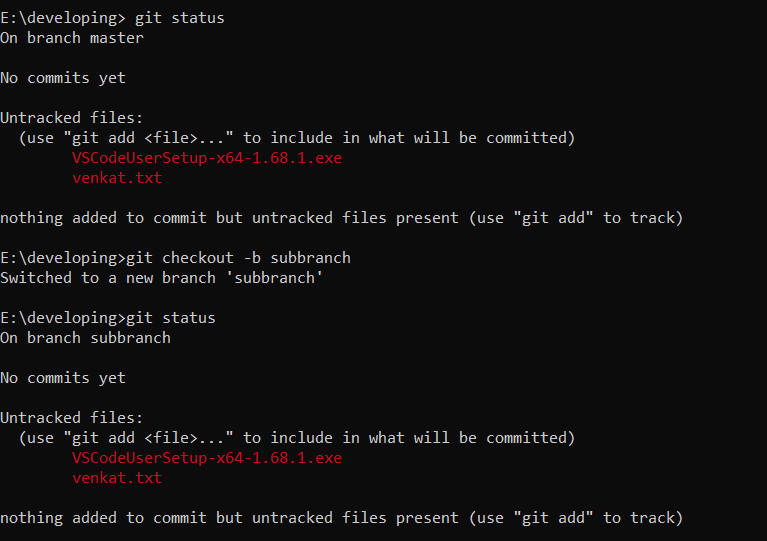 E:\developing> git status
On branch master
No commits yet
Untracked files:
(use "git add <file>..." to include in what will be committed)
VSCodeUserSetup-x64-1.68.1.exe
venkat.txt
nothing added to commit but untracked files present (use "git add" to track)
E:\developing>git checkout -b subbranch
Switched to a new branch 'subbranch'
E:\developing>git status
On branch subbranch
No commits yet
Untracked files:
(use "git add <file>..." to include in what will be committed)
VSCodeUserSetup-x64-1.68.1.exe
venkat.txt
nothing added to commit but untracked files present (use "git add" to track)